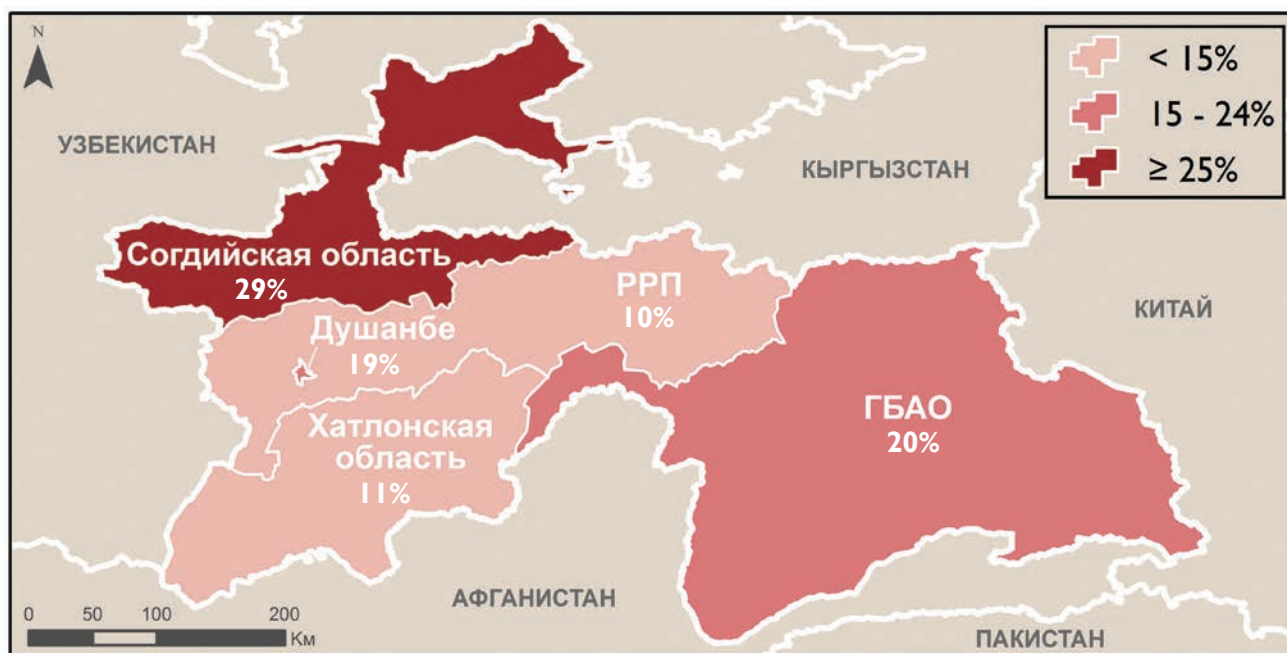 N
< 15%
15 - 24%
≥ 25%
УЗБЕКИСТАН
КЫРГЫЗСТАН
Согдийская область
29%
РРП
10%
КИТАЙ
Душанбе
19%
ГБАО
20%
Хатлонская
область
11%
АФГАНИСТАН
ПАКИСТАН
0 50 100 200
Км